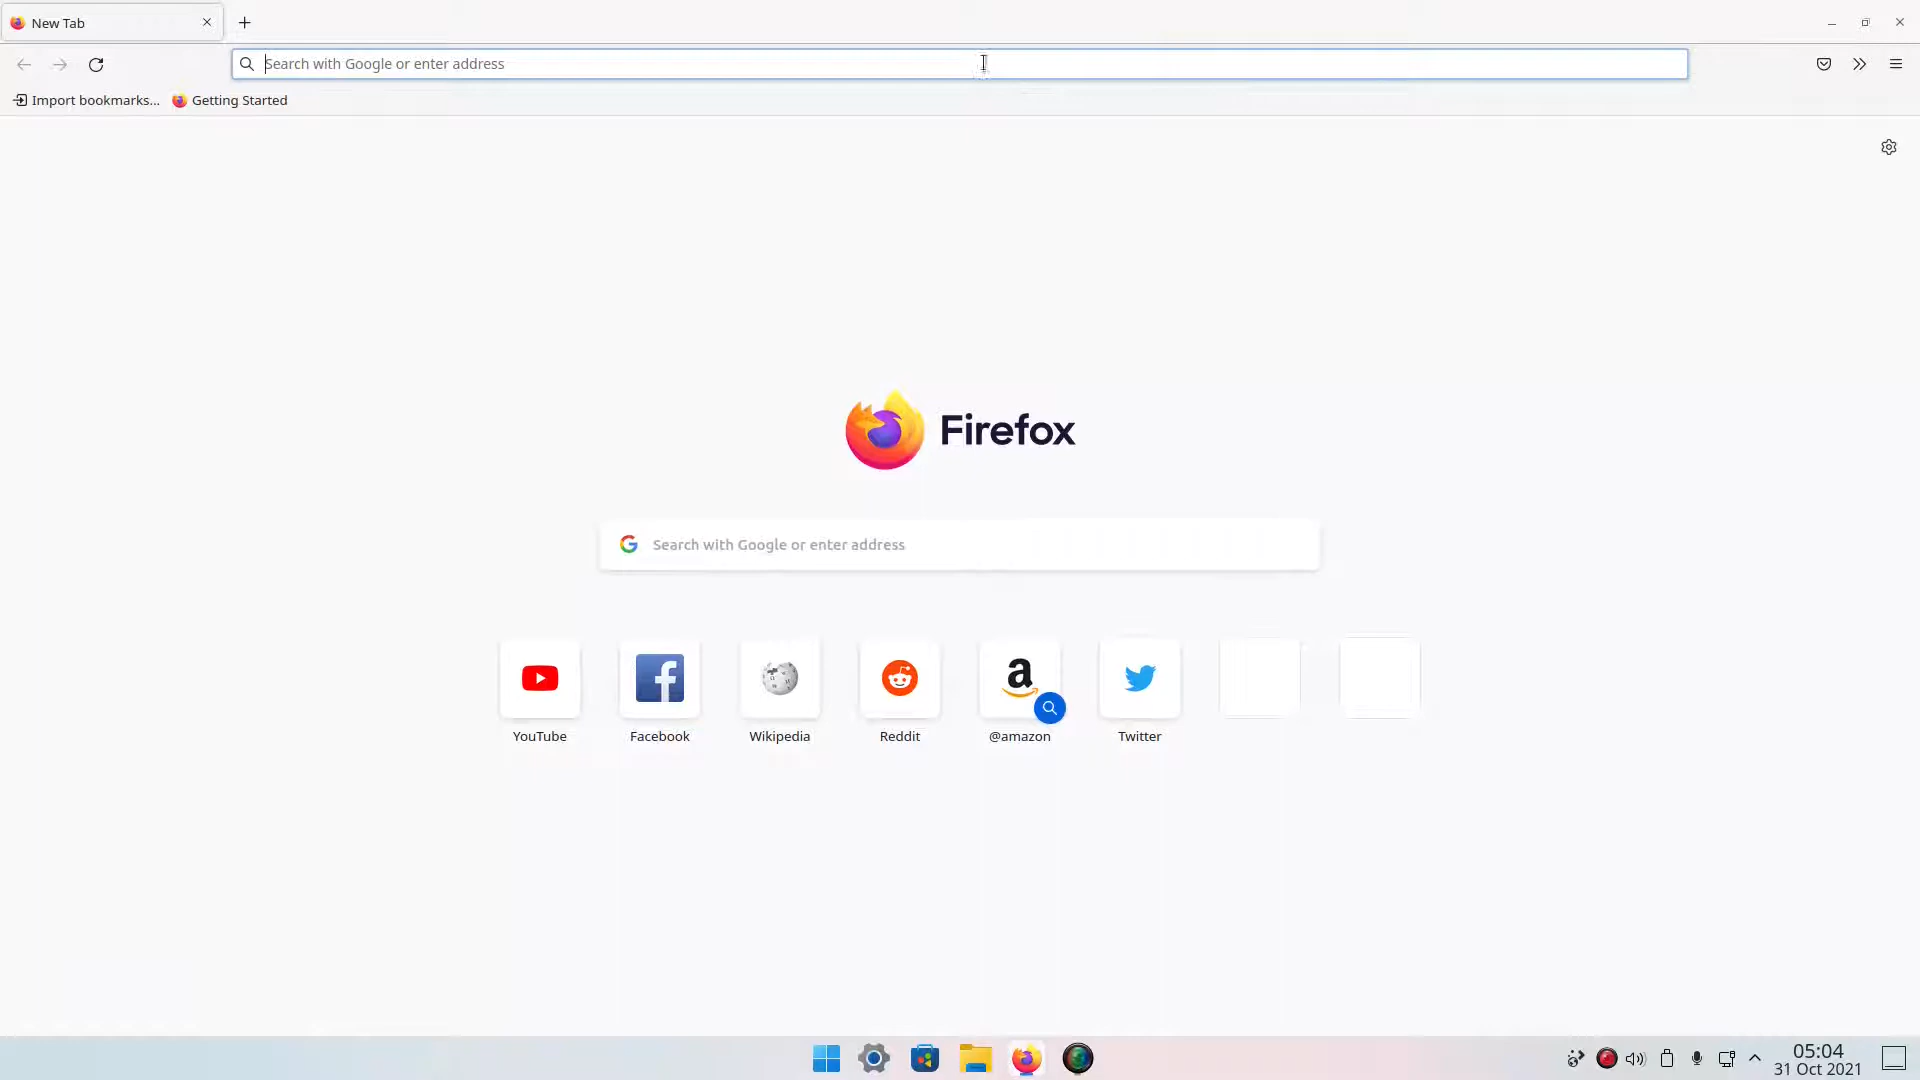 New Tab
Search with Google or enter address
Import bookmarks...
Getting Started
Firefox
Search with Google or enter address
YouTube
Facebook
Wikipedia
Reddit
@amazon
Twitter
05:04
31 Oct 2021